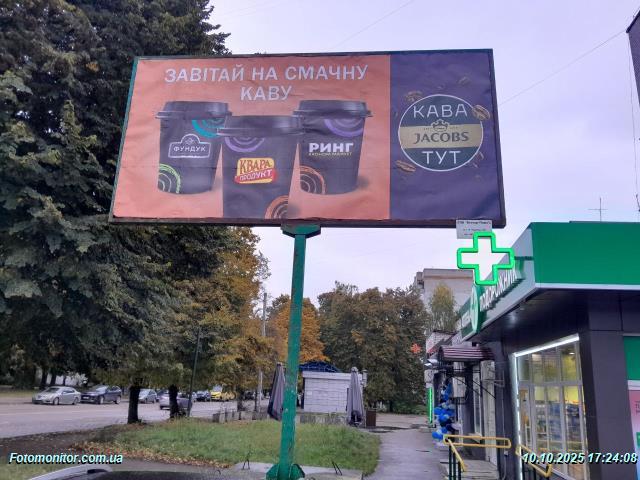 ЗАВІТАЙ НА СМАЧНУ
КАВУ
ФУНДУК
КВАРА
ПРОДУКТ
РИНГ
КАВА
JACOBS
ТУТ
Fotomonitor.com.ua
10.10.2025 17:24:08